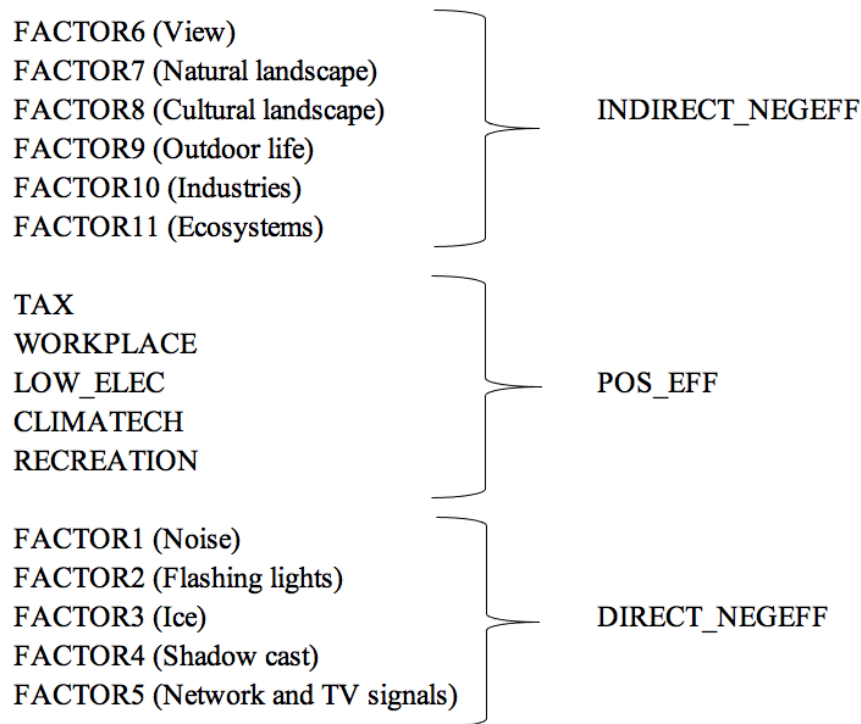 FACTOR6 (View)
FACTOR7 (Natural landscape)
FACTOR8 (Cultural landscape)
FACTOR9 (Outdoor life)
FACTOR10 (Industries)
FACTOR11 (Ecosystems)
INDIRECT_NEGEFF
TAX
WORKPLACE
LOW_ELEC
CLIMATECH
RECREATION
POS_EFF
FACTOR1 (Noise)
FACTOR2 (Flashing lights)
FACTOR3 (Ice)
FACTOR4 (Shadow cast)
FACTOR5 (Network and TV signals)
DIRECT_NEGEFF